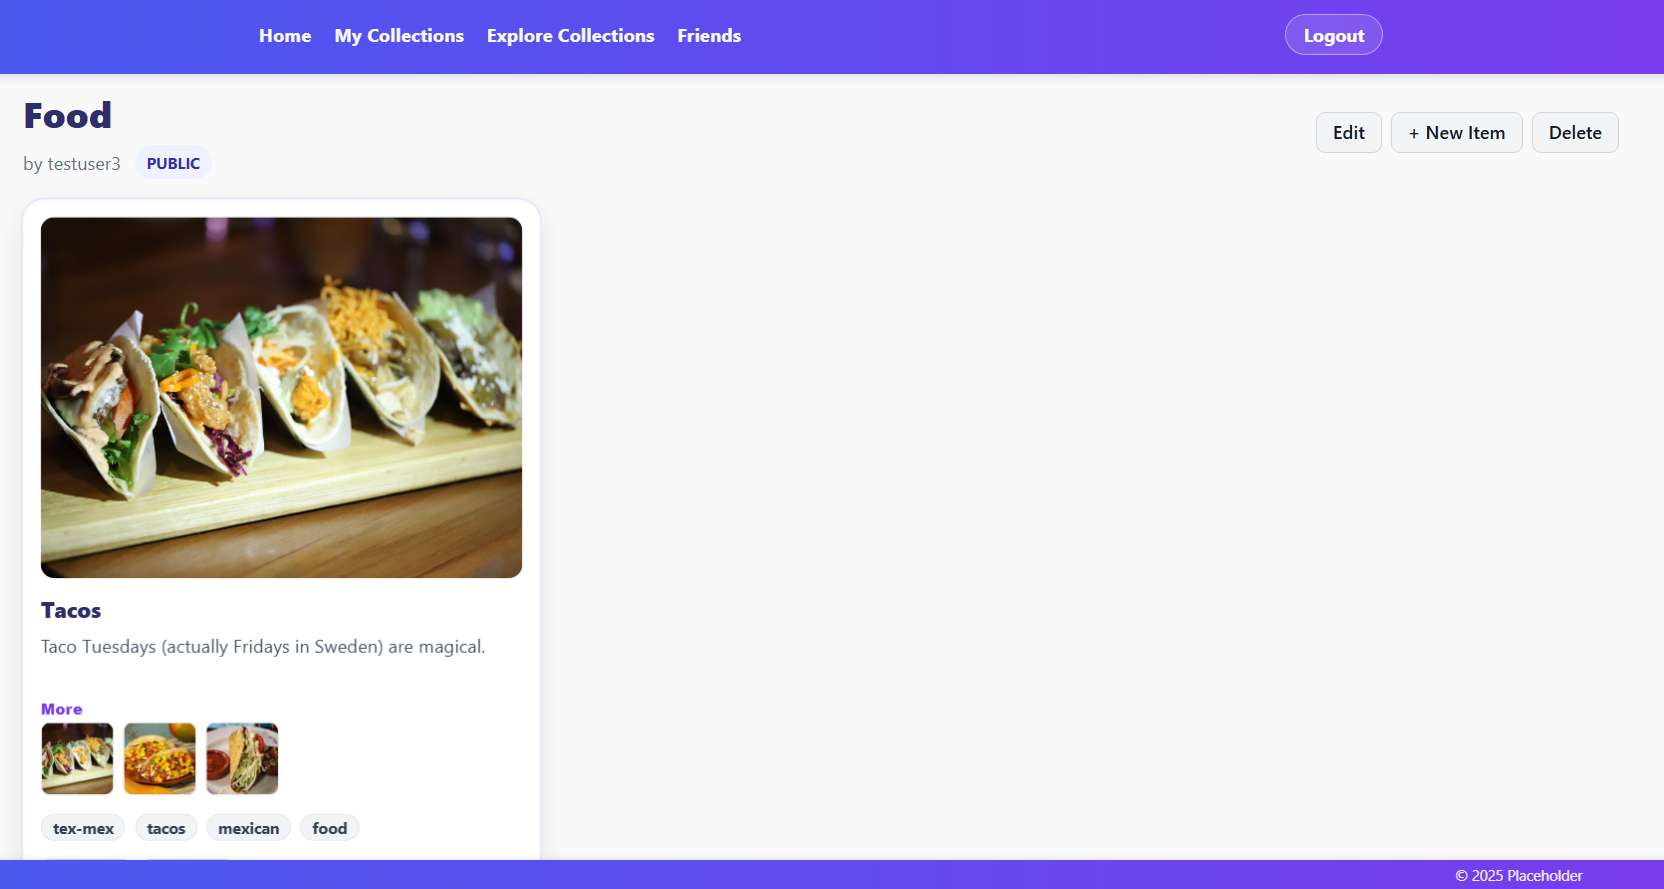 Home My Collections Explore Collections Friends Logout
Food
Edit + New Item Delete
by testuser3 PUBLIC
Tacos
Taco Tuesdays (actually Fridays in Sweden) are magical.
More
tex-mex tacos mexican food
© 2025 Placeholder